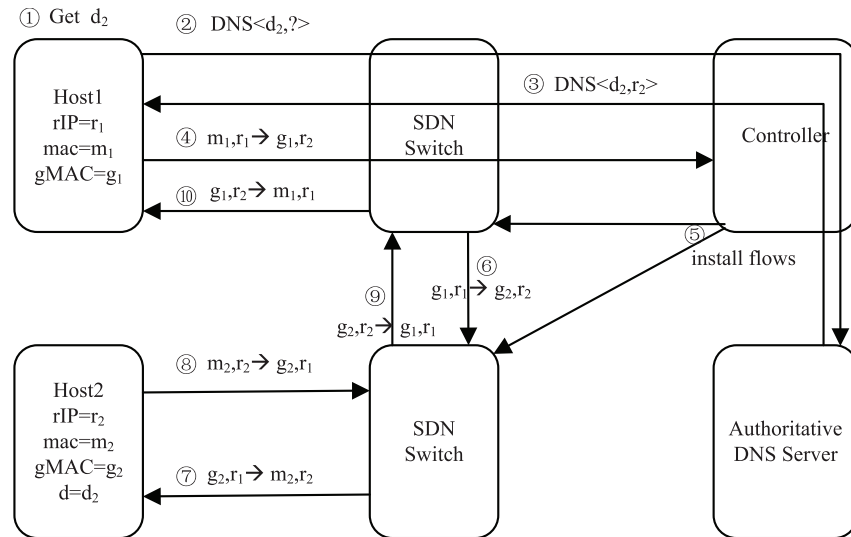 ① Get d₂
② DNS<d₂,?>
③ DNS<d₂,r₂>
Host1
rIP=r₁
mac=m₁
gMAC=g₁
SDN
Switch
Controller
④ m₁,r₁→ g₁,r₂
⑩ g₁,r₂→ m₁,r₁
⑤
install flows
⑥
g₁,r₁→ g₂,r₂
⑨
g₂,r₂→ g₁,r₁
⑧ m₂,r₂→ g₂,r₁
Host2
rIP=r₂
mac=m₂
gMAC=g₂
d=d₂
SDN
Switch
Authoritative
DNS Server
⑦ g₂,r₁→ m₂,r₂